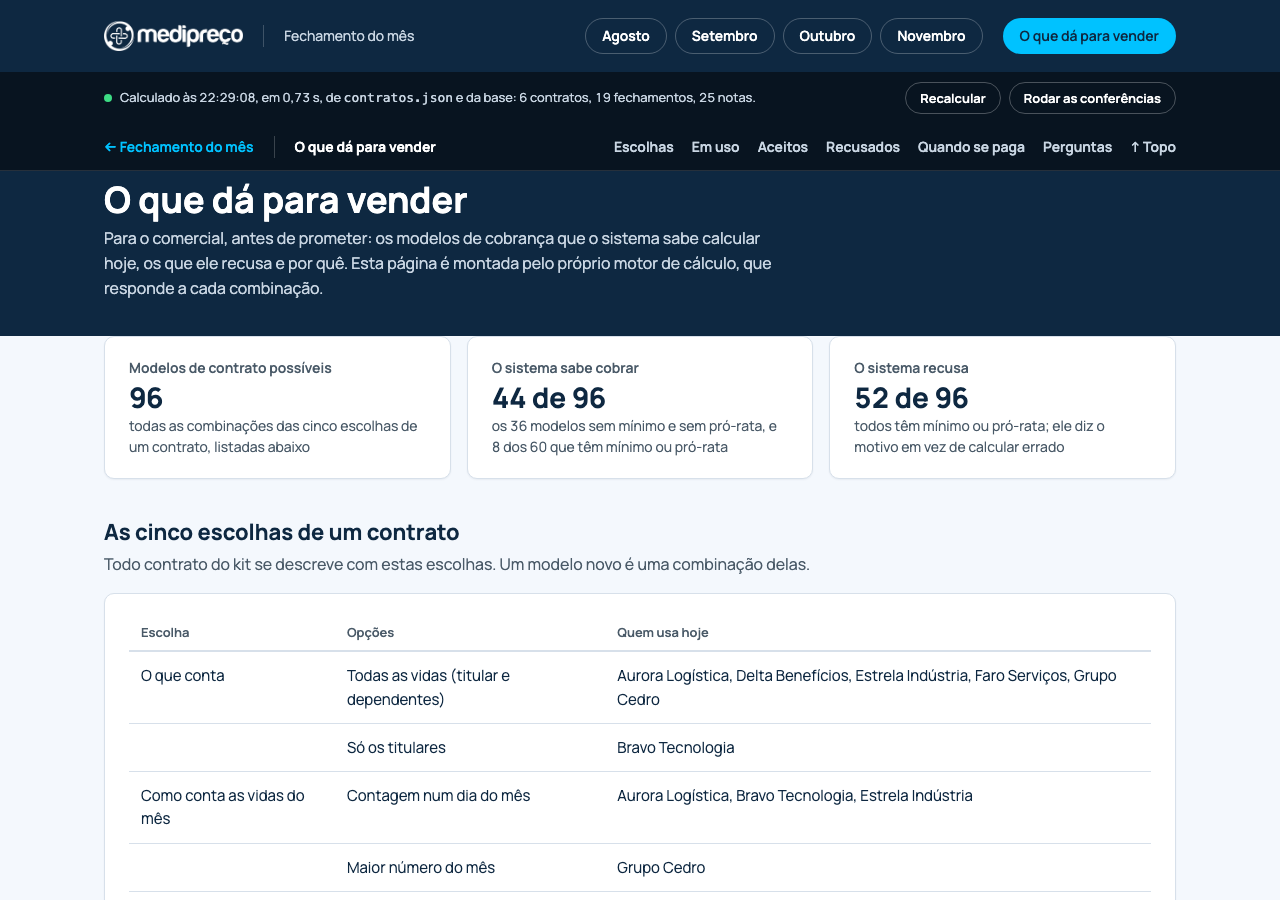 medipreço
Fechamento do mês
Agosto
Setembro
Outubro
Novembro
O que dá para vender
Calculado às 22:29:08, em 0,73 s, de contratos.json e da base: 6 contratos, 19 fechamentos, 25 notas.
Recalcular
Rodar as conferências
← Fechamento do mês
O que dá para vender
Escolhas
Em uso
Aceitos
Recusados
Quando se paga
Perguntas
↑ Topo
O que dá para vender
Para o comercial, antes de prometer: os modelos de cobrança que o sistema sabe calcular
hoje, os que ele recusa e por quê. Esta página é montada pelo próprio motor de cálculo, que
responde a cada combinação.
Modelos de contrato possíveis
96
todas as combinações das cinco escolhas de
um contrato, listadas abaixo
O sistema sabe cobrar
44 de 96
os 36 modelos sem mínimo e sem pró-rata, e
8 dos 60 que têm mínimo ou pró-rata
O sistema recusa
52 de 96
todos têm mínimo ou pró-rata; ele diz o
motivo em vez de calcular errado
As cinco escolhas de um contrato
Todo contrato do kit se descreve com estas escolhas. Um modelo novo é uma combinação delas.
Escolha
Opções
Quem usa hoje
O que conta
Todas as vidas (titular e
dependentes)
Aurora Logística, Delta Benefícios, Estrela Indústria, Faro Serviços, Grupo
Cedro
Só os titulares
Bravo Tecnologia
Como conta as vidas do
mês
Contagem num dia do mês
Aurora Logística, Bravo Tecnologia, Estrela Indústria
Maior número do mês
Grupo Cedro